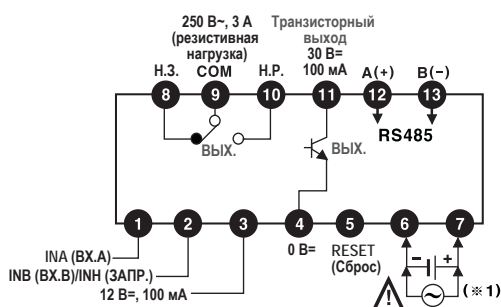 250 В~, 3 А
(резистивная
нагрузка)
Транзисторный
выход
30 В=
100 мА
Н.З.
COM
Н.Р.
A(+)
B(−)
8
9
10
11
12
13
RS485
ВЫХ.
ВЫХ.
1
2
3
4
5
6
7
INA (ВХ.А)
INB (ВХ.В)/INH (ЗАПР.)
12 В=, 100 мА
0 В=
RESET
(Сброс)
− +
!
(※1)